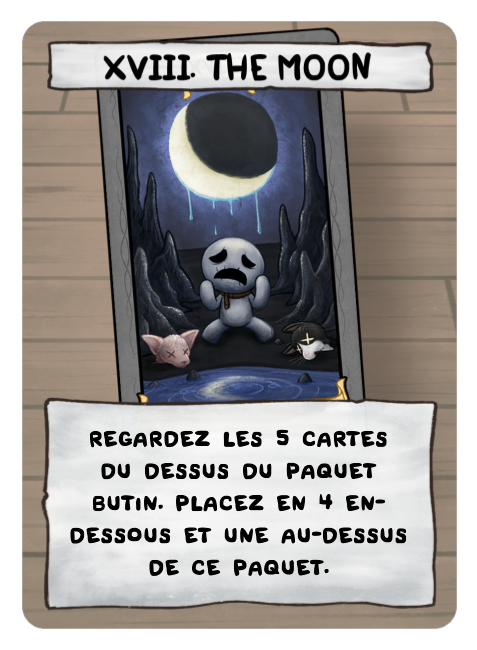 XVIII. THE MOON
REGARDEZ LES 5 CARTES
DU DESSUS DU PAQUET
BUTIN. PLACEZ EN 4 EN-
DESSOUS ET UNE AU-DESSUS
DE CE PAQUET.